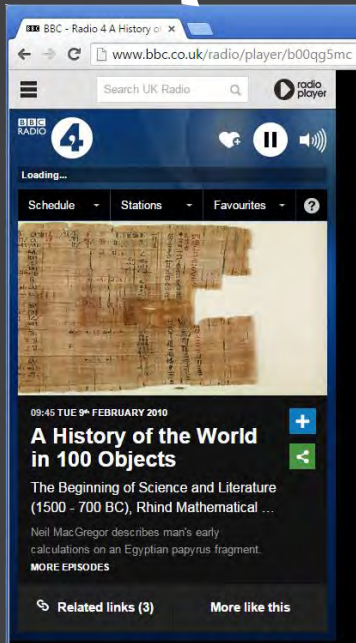 BBC - Radio 4 A History o
www.bbc.co.uk/radio/player/b00qg5mc
Search UK Radio
radio
player
BBC
RADIO 4
Loading...
Schedule Stations Favourites ?
09:45 TUE 9th FEBRUARY 2010
A History of the World
in 100 Objects
The Beginning of Science and Literature
(1500 - 700 BC), Rhind Mathematical ...
Neil MacGregor describes man's early
calculations on an Egyptian papyrus fragment.
MORE EPISODES
Related links (3) More like this